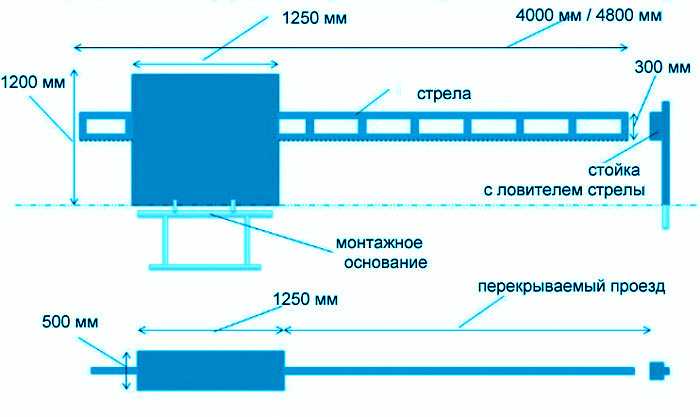 1250 мм
4000 мм / 4800 мм
1200 мм
300 мм
стрела
стойка
с ловителем стрелы
монтажное
основание
перекрываемый проезд
1250 мм
500 мм